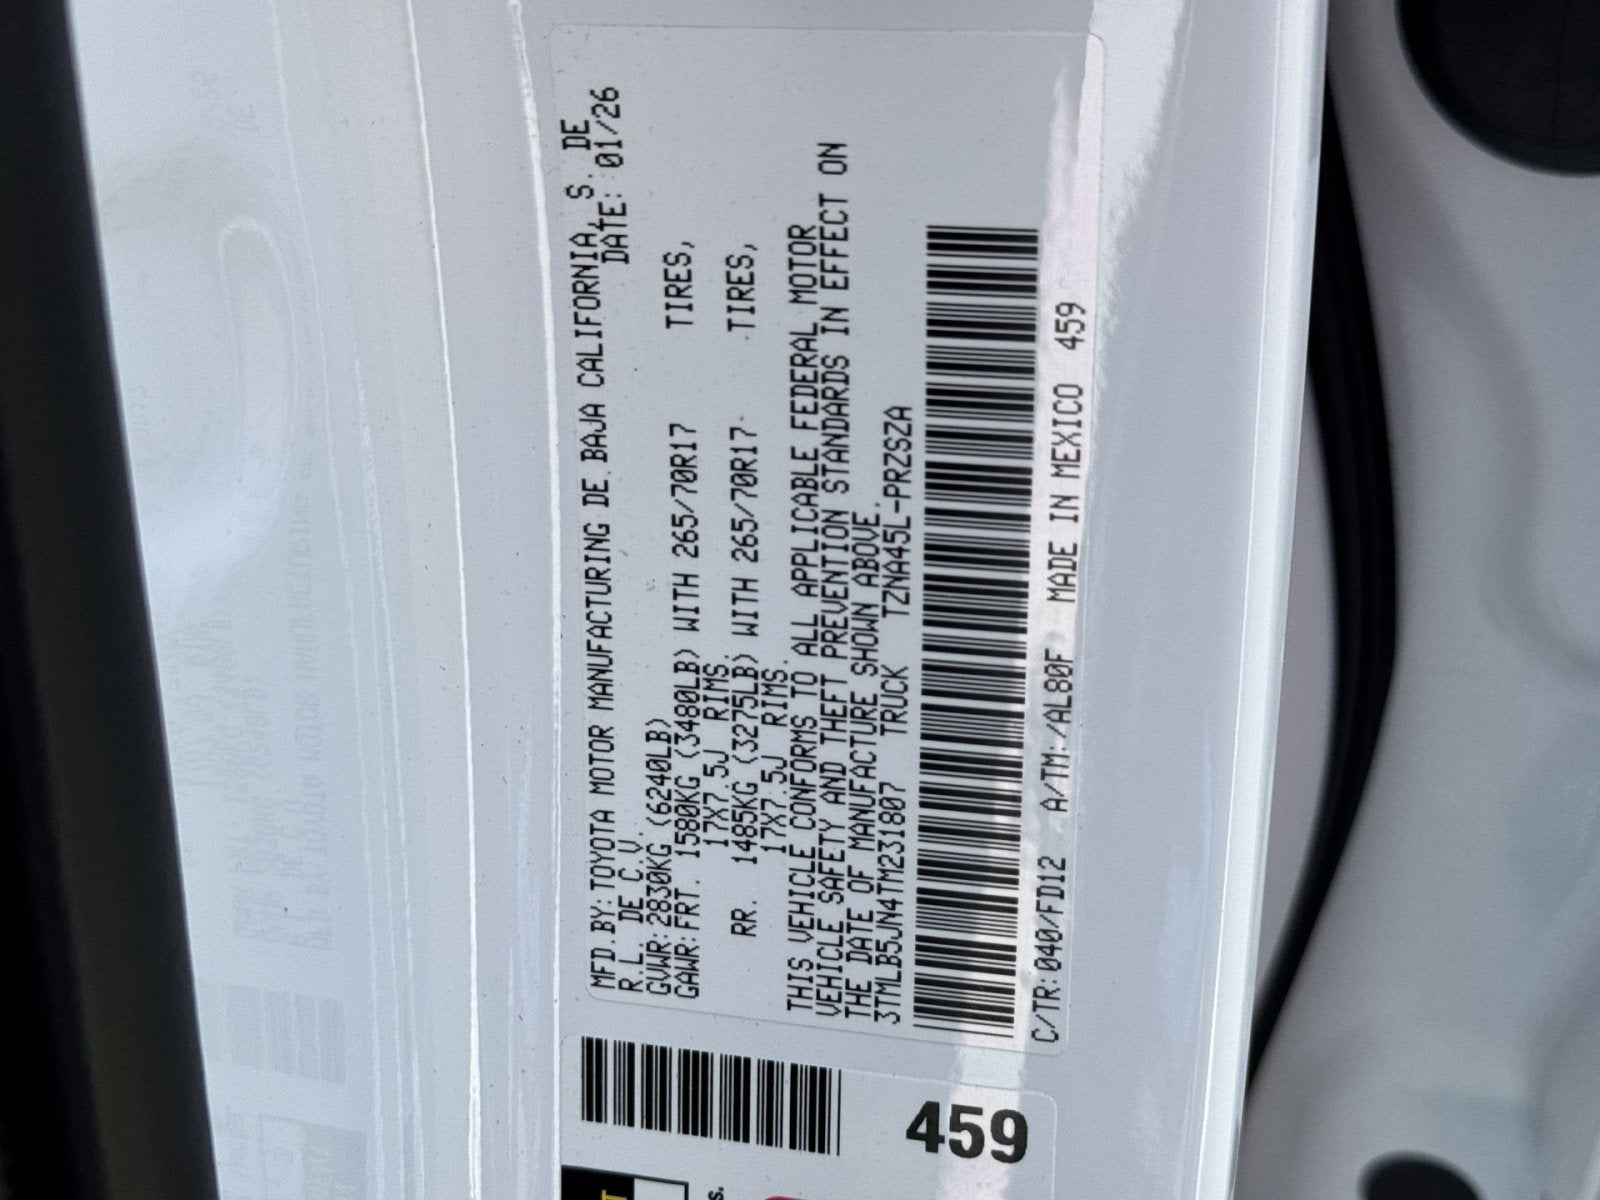 MFD.BY:TOYOTA MOTOR MANUFACTURING DE BAJA CALIFORNIA, S. DE
R.L. DE C.V. DATE: 01/26
GVWR:2830KG (6240LB)
GAWR:FRT. 1580KG (3480LB) WITH 265/70R17 TIRES,
17X7.5J RIMS.
RR. 1485KG (3275LB) WITH 265/70R17 TIRES,
17X7.5J RIMS.
THIS VEHICLE CONFORMS TO ALL APPLICABLE FEDERAL MOTOR
VEHICLE SAFETY AND THEFT PREVENTION STANDARDS IN EFFECT ON
THE DATE OF MANUFACTURE SHOWN ABOVE.
3TMLB5JN4TM231807 TRUCK TZNA45L-PRZSZA
C/TR:040/FD12 A/TM:/AL80F MADE IN MEXICO 459
459